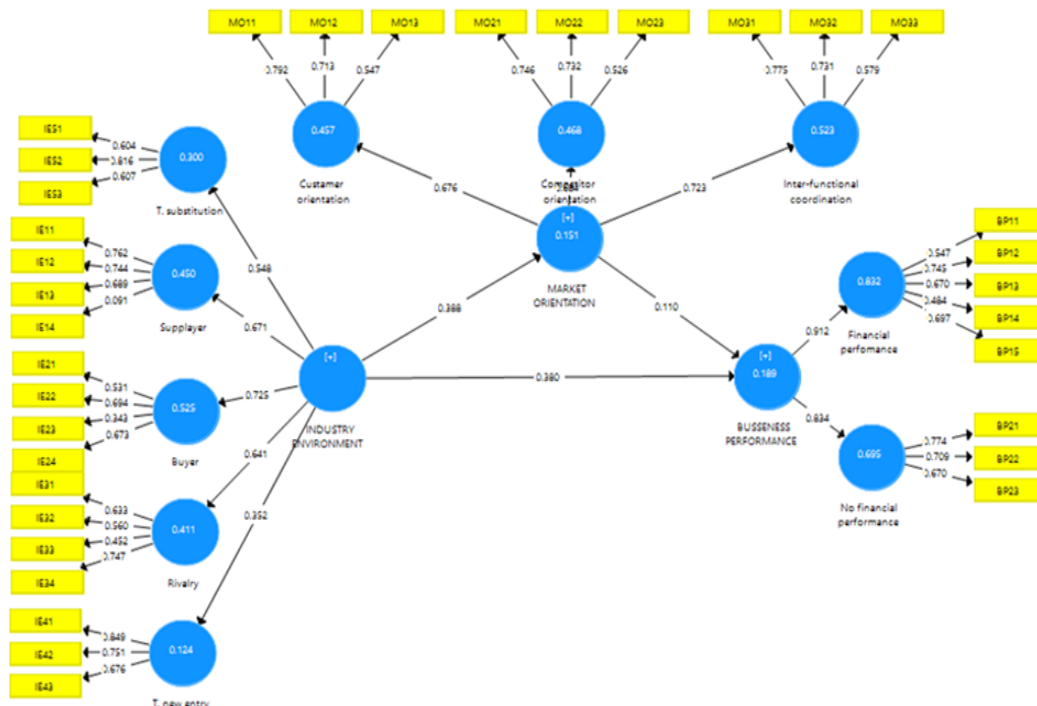 MO11
MO12
MO13
MO21
MO22
MO23
MO31
MO32
MO33
0.792
0.713
0.547
0.746
0.732
0.526
0.775
0.731
0.579
0.457
0.468
0.523
Custamer
orientation
Competitor
orientation
Inter-functional
coordination
0.676
0.684
0.723
IE51
IE52
IE53
0.604
0.816
0.607
0.300
T. substitution
IE11
IE12
IE13
IE14
0.762
0.744
0.689
0.091
0.450
Supplayer
0.548
0.671
[+]
0.151
MARKET
ORIENTATION
0.388
0.110
BP11
BP12
BP13
BP14
BP15
0.547
0.745
0.670
0.484
0.697
0.832
Financial
perfomance
0.912
IE21
IE22
IE23
IE24
0.531
0.694
0.343
0.673
0.525
Buyer
0.725
[+]
INDUSTRY
ENVIRONMENT
0.380
[+]
0.189
BUSSENESS
PERFORMANCE
0.834
BP21
BP22
BP23
0.774
0.709
0.670
0.695
No financial
performance
IE31
IE32
IE33
IE34
0.633
0.560
0.452
0.747
0.411
Rivalry
0.641
0.352
IE41
IE42
IE43
0.849
0.751
0.676
0.124
T. new entry